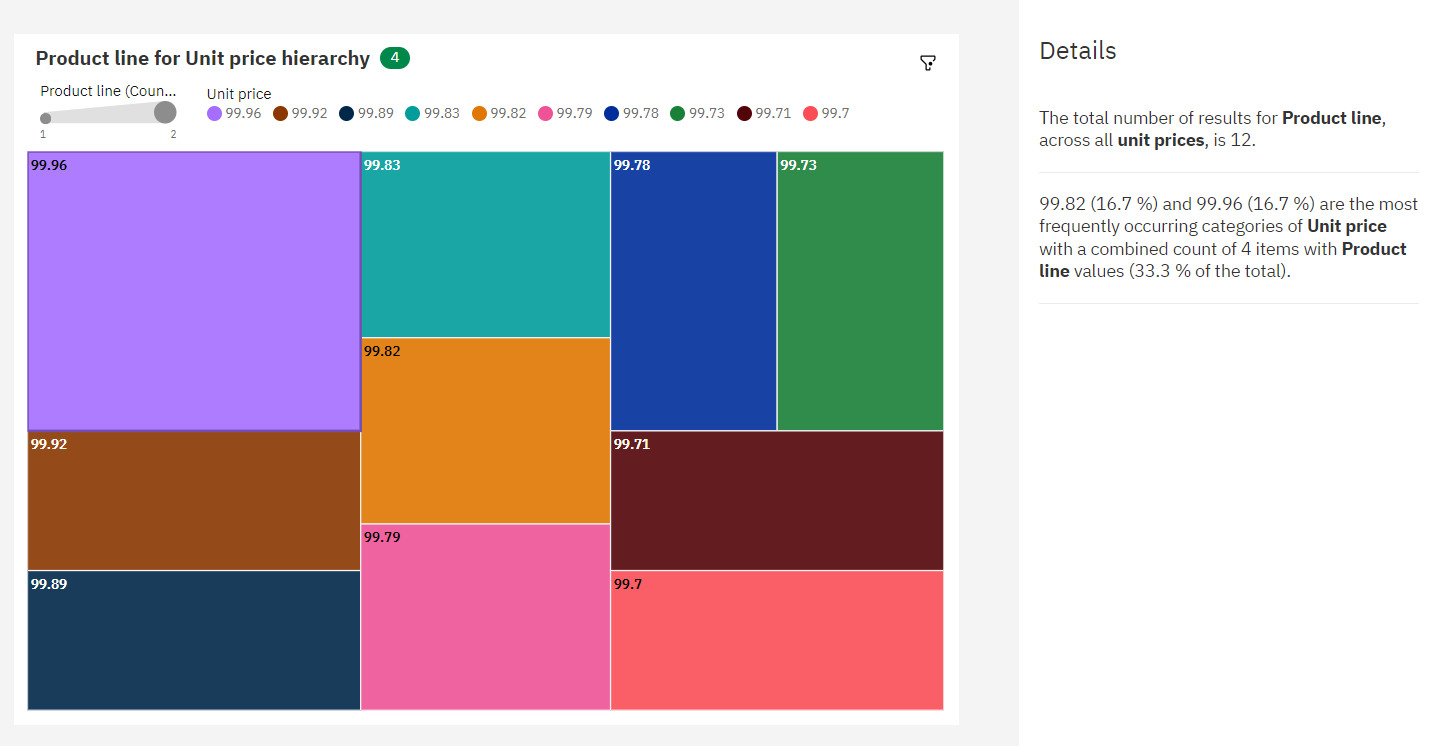 Product line for Unit price hierarchy 4
Product line (Coun...
1 2
Unit price
99.96 99.92 99.89 99.83 99.82 99.79 99.78 99.73 99.71 99.7
99.96
99.83
99.78
99.73
99.82
99.92
99.71
99.79
99.89
99.7
Details
The total number of results for Product line,
across all unit prices, is 12.
99.82 (16.7 %) and 99.96 (16.7 %) are the most
frequently occurring categories of Unit price
with a combined count of 4 items with Product
line values (33.3 % of the total).